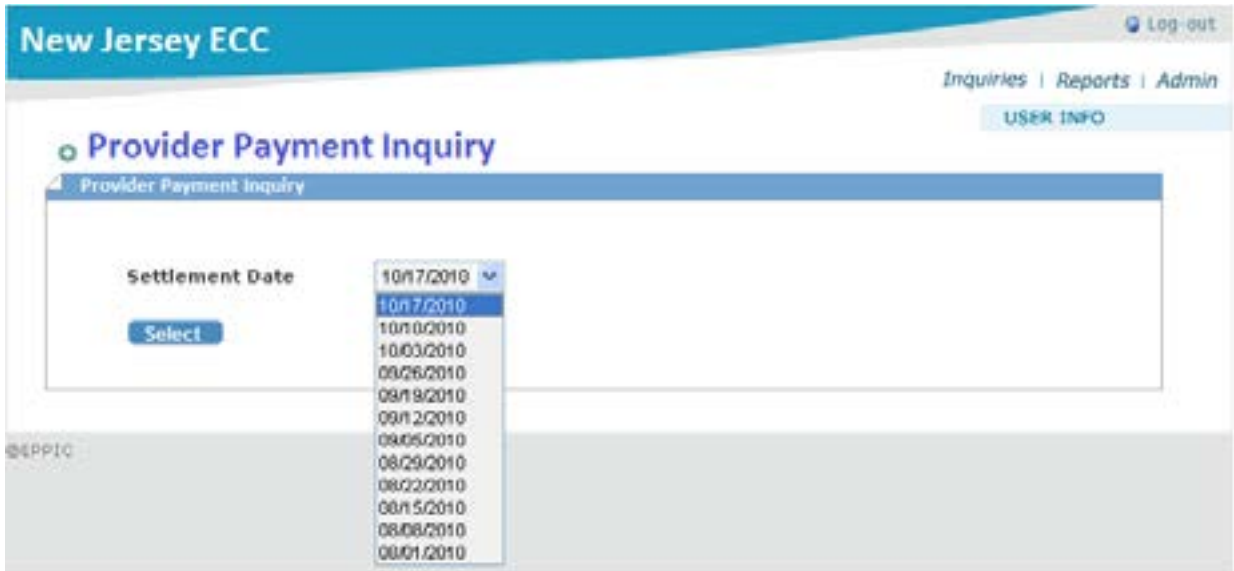 New Jersey ECC
Log out
Inquiries | Reports | Admin
USER INFO
Provider Payment Inquiry
Provider Payment Inquiry
Settlement Date
10/17/2010
10/17/2010
Select
10/10/2010
10/03/2010
09/26/2010
09/19/2010
09/12/2010
09/05/2010
08/29/2010
08/22/2010
08/15/2010
08/08/2010
08/01/2010
©EPPIC